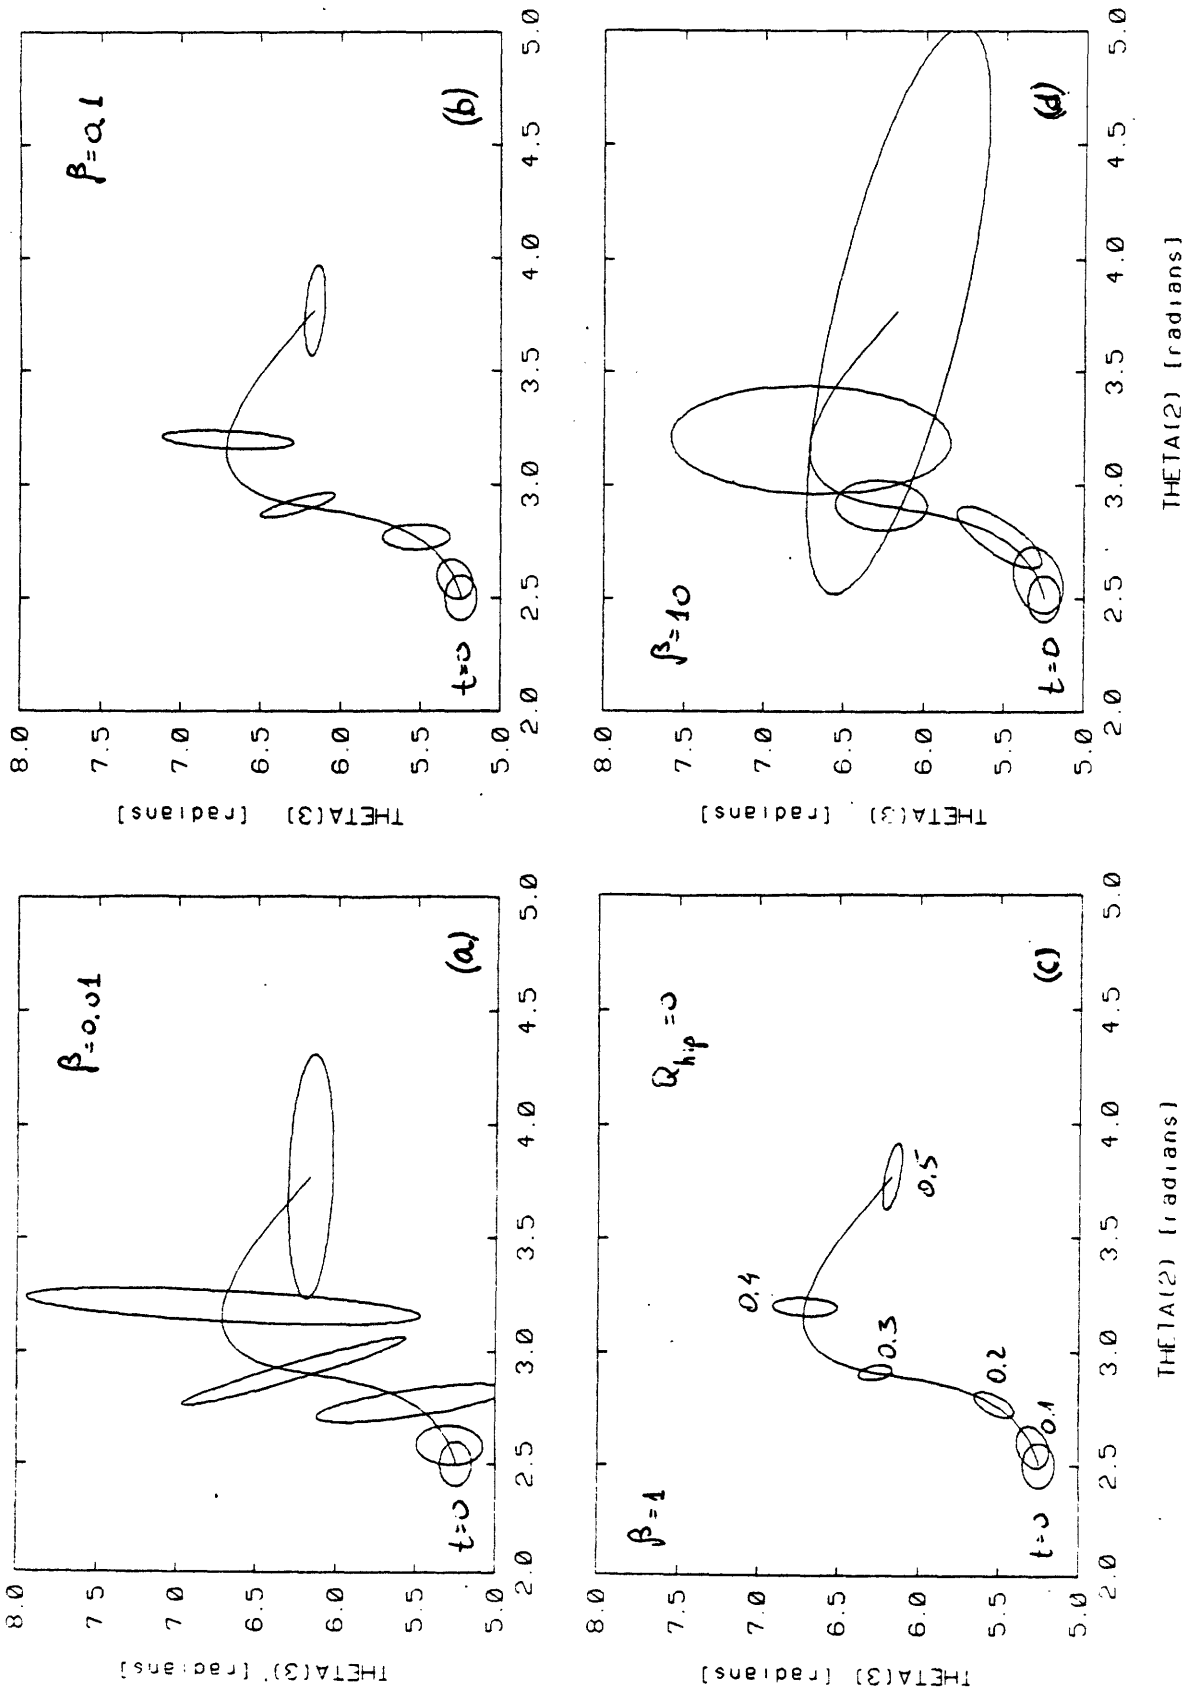 8.0
7.5
7.0
6.5
6.0
5.5
5.0
THETA(3) [radians]
β=0.01
(a)
t=0
2.0 2.5 3.0 3.5 4.0 4.5 5.0
8.0
7.5
7.0
6.5
6.0
5.5
5.0
THETA(3) [radians]
β=0.1
(b)
t=0
2.0 2.5 3.0 3.5 4.0 4.5 5.0
8.0
7.5
7.0
6.5
6.0
5.5
5.0
THETA(3) [radians]
β=1
Q hip =0
0.4
0.3
0.5
0.2
0.1
t=0
(c)
2.0 2.5 3.0 3.5 4.0 4.5 5.0
THETA(2) [radians]
8.0
7.5
7.0
6.5
6.0
5.5
5.0
THETA(3) [radians]
β=10
t=0
(d)
2.0 2.5 3.0 3.5 4.0 4.5 5.0
THETA(2) [radians]